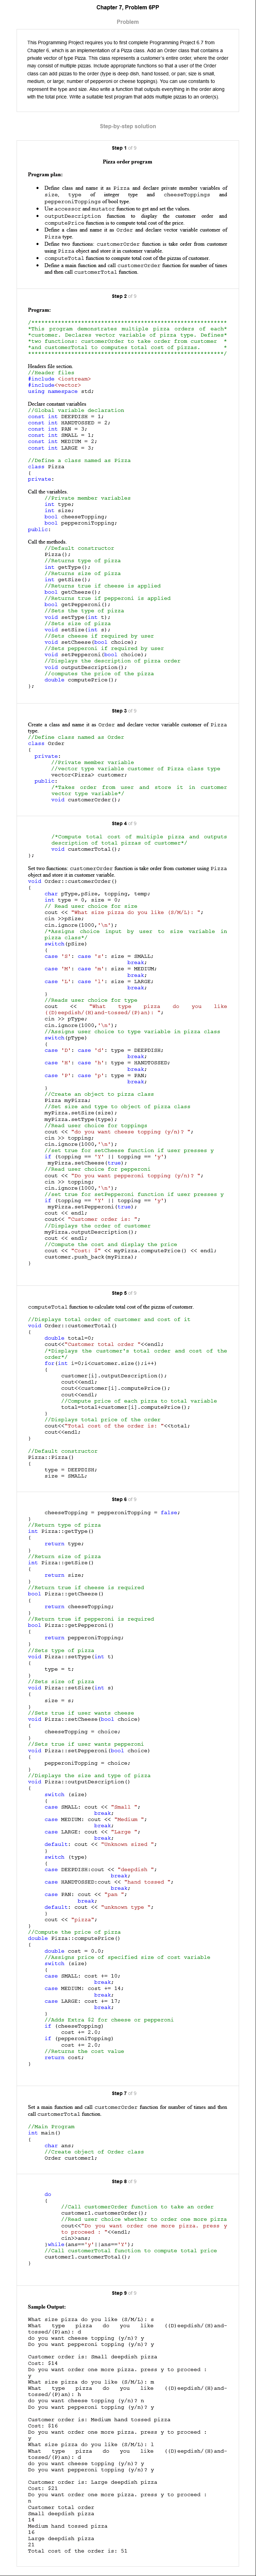 Chapter 7, Problem 6PP
Problem
This Programming Project requires you to first complete Programming Project 6.7 from
Chapter 6, which is an implementation of a Pizza class. Add an Order class that contains a
private vector of type Pizza. This class represents a customer's entire order, where the order
may consist of multiple pizzas. Include appropriate functions so that a user of the Order
class can add pizzas to the order (type is deep dish, hand tossed, or pan; size is small,
medium, or large; number of pepperoni or cheese toppings). You can use constants to
represent the type and size. Also write a function that outputs everything in the order along
with the total price. Write a suitable test program that adds multiple pizzas to an order(s).
Step-by-step solution
Step 1 of 9
Pizza order program
Program plan:
• Define class and name it as Pizza and declare private member variables of
size, type of integer type and cheeseToppings and
pepperoniToppings of bool type.
• Use accessor and mutator function to get and set the values.
• outputDescription function to display the customer order and
computePrice function is to compute total cost of the pizza.
• Define a class and name it as Order and declare vector variable customer of
Pizza type.
• Define two functions: customerOrder function is take order from customer
using Pizza object and store it in customer variable.
• computeTotal function to compute total cost of the pizzas of customer.
• Define a main function and call customerOrder function for number of times
and then call customerTotal function.
Step 2 of 9
Program:
/***********************************************************
*This program demonstrates multiple pizza orders of each*
*customer. Declares vector variable of pizza type. Defines*
*two functions: customerOrder to take order from customer *
*and customerTotal to computes total cost of pizzas. *
***********************************************************/
Headers file section.
//Header files
#include <iostream>
#include<vector>
using namespace std;
Declare constant variables.
//Global variable declaration
const int DEEPDISH = 1;
const int HANDTOSSED = 2;
const int PAN = 3;
const int SMALL = 1;
const int MEDIUM = 2;
const int LARGE = 3;
//Define a class named as Pizza
class Pizza
{
private:
Call the variables.
//Private member variables
int type;
int size;
bool cheeseTopping;
bool pepperoniTopping;
public:
Call the methods.
//Default constructor
Pizza();
//Returns type of pizza
int getType();
//Returns size of pizza
int getSize();
//Returns true if cheese is applied
bool getCheese();
//Returns true if pepperoni is applied
bool getPepperoni();
//Sets the type of pizza
void setType(int t);
//Sets size of pizza
void setSize(int s);
//Sets cheese if required by user
void setCheese(bool choice);
//Sets pepperoni if required by user
void setPepperoni(bool choice);
//Displays the description of pizza order
void outputDescription();
//computes the price of the pizza
double computePrice();
};
Step 3 of 9
Create a class and name it as Order and declare vector variable customer of Pizza
type.
//Define class named as Order
class Order
{
private:
//Private member variable
//vector type variable customer of Pizza class type
vector<Pizza> customer;
public:
/*Takes order from user and store it in customer
vector type variable*/
void customerOrder();
Step 4 of 9
/*Compute total cost of multiple pizza and outputs
description of total pizzas of customer*/
void customerTotal();
};
Set two functions: customerOrder function is take order from customer using Pizza
object and store it in customer variable.
void Order::customerOrder()
{
char pType,pSize, topping, temp;
int type = 0, size = 0;
// Read user choice for size
cout << "What size pizza do you like (S/M/L): ";
cin >>pSize;
cin.ignore(1000,'\n');
/*Assigns choice input by user to size variable in
pizza class*/
switch(pSize)
{
case 'S': case 's': size = SMALL;
break;
case 'M': case 'm': size = MEDIUM;
break;
case 'L': case 'l': size = LARGE;
break;
}
//Reads user choice for type
cout << "What type pizza do you like
((D)eepdish/(H)and-tossed/(P)an): ";
cin >> pType;
cin.ignore(1000,'\n');
//Assigns user choice to type variable in pizza class
switch(pType)
{
case 'D': case 'd': type = DEEPDISH;
break;
case 'H': case 'h': type = HANDTOSSED;
break;
case 'P': case 'p': type = PAN;
break;
}
//Create an object to pizza class
Pizza myPizza;
//Set size and type to object of pizza class
myPizza.setSize(size);
myPizza.setType(type);
//Read user choice for toppings
cout << "do you want cheese topping (y/n)? ";
cin >> topping;
cin.ignore(1000,'\n');
//set true for setCheese function if user presses y
if (topping == 'Y' || topping == 'y')
myPizza.setCheese(true);
//Read user choice for pepperoni
cout << "Do you want pepperoni topping (y/n)? ";
cin >> topping;
cin.ignore(1000,'\n');
//set true for setPepperoni function if user presses y
if (topping == 'Y' || topping == 'y')
myPizza.setPepperoni(true);
cout << endl;
cout<< "Customer order is: ";
//Displays the order of customer
myPizza.outputDescription();
cout << endl;
//Compute the cost and display the price
cout << "Cost: $" << myPizza.computePrice() << endl;
customer.push_back(myPizza);
}
Step 5 of 9
computeTotal function to calculate total cost of the pizzas of customer.
//Displays total order of customer and cost of it
void Order::customerTotal()
{
double total=0;
cout<<"Customer total order "<<endl;
/*Displays the customer's total order and cost of the
order*/
for(int i=0;i<customer.size();i++)
{
customer[i].outputDescription();
cout<<endl;
cout<<customer[i].computePrice();
cout<<endl;
//Compute price of each pizza to total variable
total=total+customer[i].computePrice();
}
//Displays total price of the order
cout<<"Total cost of the order is: "<<total;
cout<<endl;
}
//Default constructor
Pizza::Pizza()
{
type = DEEPDISH;
size = SMALL;
Step 6 of 9
cheeseTopping = pepperoniTopping = false;
}
//Return type of pizza
int Pizza::getType()
{
return type;
}
//Return size of pizza
int Pizza::getSize()
{
return size;
}
//Return true if cheese is required
bool Pizza::getCheese()
{
return cheeseTopping;
}
//Return true if pepperoni is required
bool Pizza::getPepperoni()
{
return pepperoniTopping;
}
//Sets type of pizza
void Pizza::setType(int t)
{
type = t;
}
//Sets size of pizza
void Pizza::setSize(int s)
{
size = s;
}
//Sets true if user wants cheese
void Pizza::setCheese(bool choice)
{
cheeseTopping = choice;
}
//Sets true if user wants pepperoni
void Pizza::setPepperoni(bool choice)
{
pepperoniTopping = choice;
}
//Displays the size and type of pizza
void Pizza::outputDescription()
{
switch (size)
{
case SMALL: cout << "Small ";
break;
case MEDIUM: cout << "Medium ";
break;
case LARGE: cout << "Large ";
break;
default: cout << "Unknown sized ";
}
switch (type)
{
case DEEPDISH:cout << "deepdish ";
break;
case HANDTOSSED:cout << "hand tossed ";
break;
case PAN: cout << "pan ";
break;
default: cout << "unknown type ";
}
cout << "pizza";
}
//Compute the price of pizza
double Pizza::computePrice()
{
double cost = 0.0;
//Assigns price of specified size of cost variable
switch (size)
{
case SMALL: cost += 10;
break;
case MEDIUM: cost += 14;
break;
case LARGE: cost += 17;
break;
}
//Adds Extra $2 for cheese or pepperoni
if (cheeseTopping)
cost += 2.0;
if (pepperoniTopping)
cost += 2.0;
//Returns the cost value
return cost;
}
Step 7 of 9
Set a main function and call customerOrder function for number of times and then
call customerTotal function.
//Main Program
int main()
{
char ans;
//Create object of Order class
Order customer1;
Step 8 of 9
do
{
//Call customerOrder function to take an order
customer1.customerOrder();
//Read user choice whether to order one more pizza
cout<<"Do you want order one more pizza. press y
to proceed : "<<endl;
cin>>ans;
}while(ans=='y'||ans=='Y');
//Call customerTotal function to compute total price
customer1.customerTotal();
}
Step 9 of 9
Sample Output:
What size pizza do you like (S/M/L): s
What type pizza do you like ((D)eepdish/(H)and-
tossed/(P)an): d
Do you want cheese topping (y/n)? y
Do you want pepperoni topping (y/n)? y
Customer order is: Small deepdish pizza
Cost: $14
Do you want order one more pizza. press y to proceed :
y
What size pizza do you like (S/M/L): m
What type pizza do you like ((D)eepdish/(H)and-
tossed/(P)an): h
do you want cheese topping (y/n)? n
Do you want pepperoni topping (y/n)? y
Customer order is: Medium hand tossed pizza
Cost: $16
Do you want order one more pizza. press y to proceed :
y
What size pizza do you like (S/M/L): l
What type pizza do you like ((D)eepdish/(H)and-
tossed/(P)an): d
do you want cheese topping (y/n)? y
Do you want pepperoni topping (y/n)? y
Customer order is: Large deepdish pizza
Cost: $21
Do you want order one more pizza. press y to proceed :
n
Customer total order
Small deepdish pizza
14
Medium hand tossed pizza
16
Large deepdish pizza
21
Total cost of the order is: 51